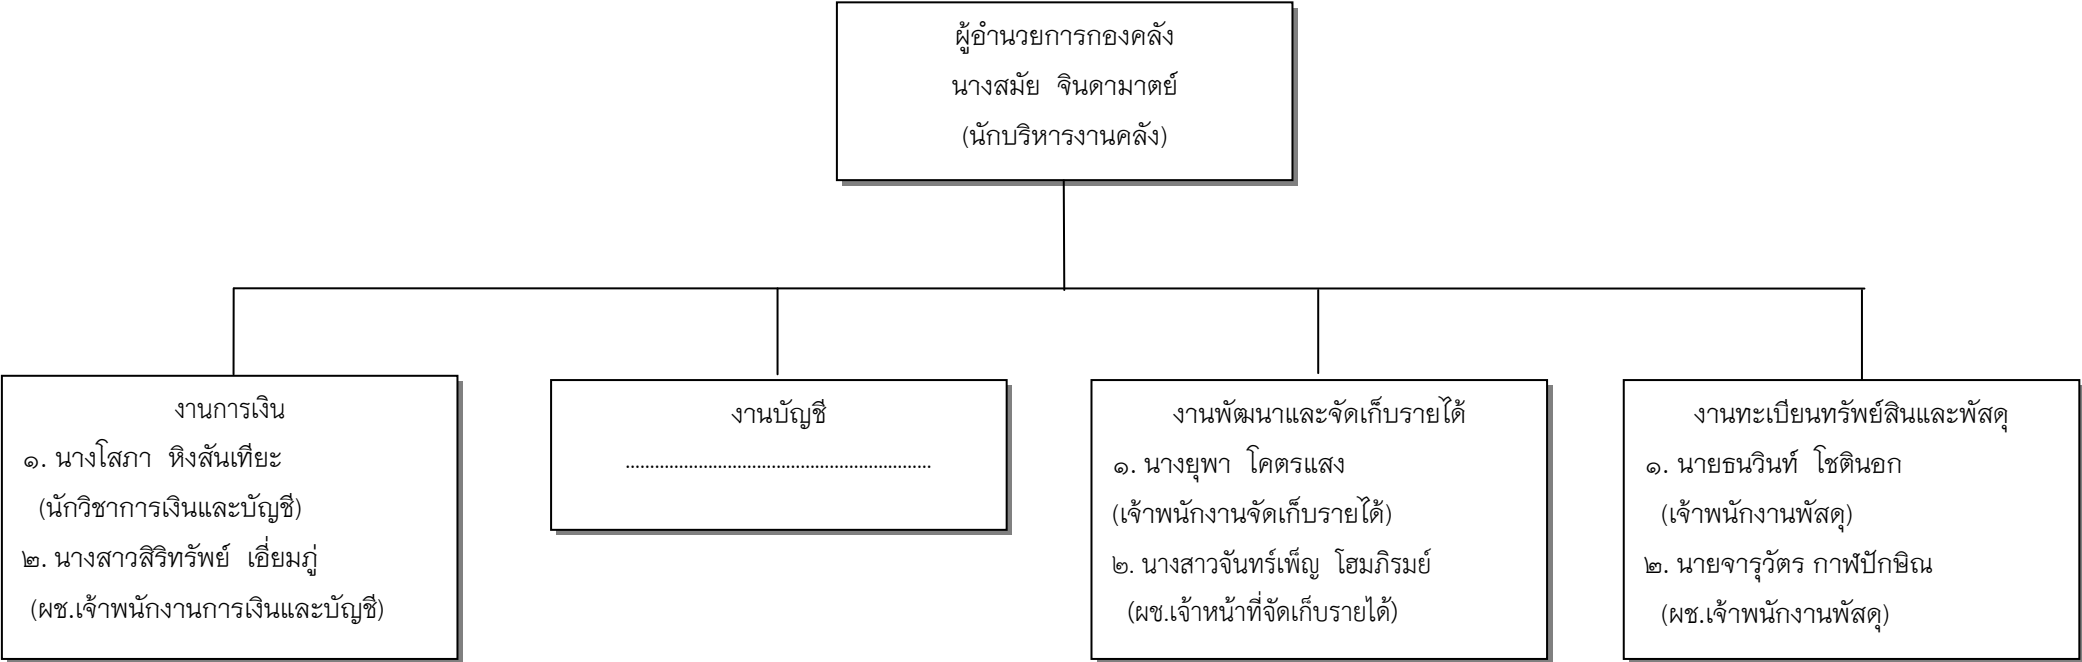 ผู้อำนวยการกองคลัง
นางสมัย จินดามาตย์
(นักบริหารงานคลัง)
งานการเงิน
๑. นางโสภา หิงสันเทียะ
(นักวิชาการเงินและบัญชี)
๒. นางสาวสิริทรัพย์ เอี่ยมภู่
(ผช.เจ้าพนักงานการเงินและบัญชี)
งานบัญชี
...............................................................
งานพัฒนาและจัดเก็บรายได้
๑. นางยุพา โคตรแสง
(เจ้าพนักงานจัดเก็บรายได้)
๒. นางสาวจันทร์เพ็ญ โฮมภิรมย์
(ผช.เจ้าหน้าที่จัดเก็บรายได้)
งานทะเบียนทรัพย์สินและพัสดุ
๑. นายธนวินท์ โชตินอก
(เจ้าพนักงานพัสดุ)
๒. นายจารุวัตร กาฬปักษิณ
(ผช.เจ้าพนักงานพัสดุ)